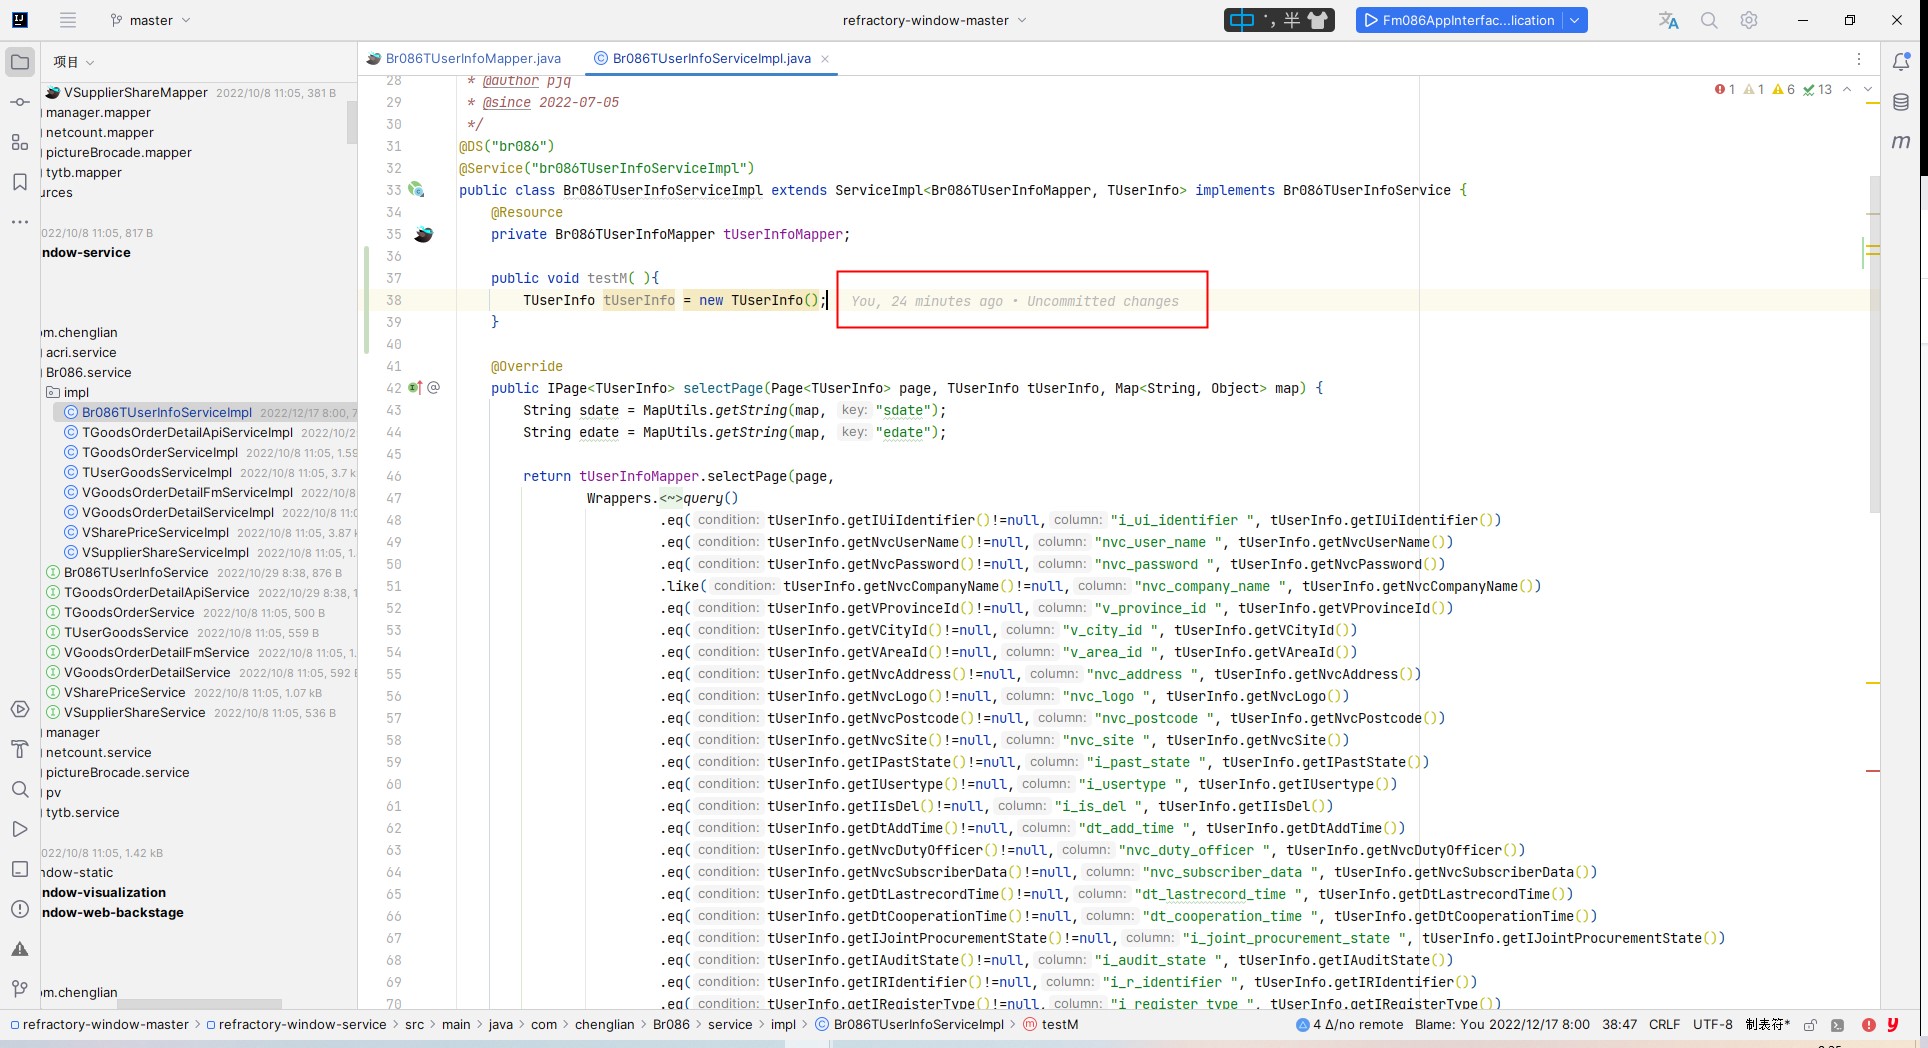 master
refractory-window-master
中 °, 半
Fm086AppInterfac...lication
项目
Br086TUserInfoMapper.java
Br086TUserInfoServiceImpl.java
VSupplierShareMapper 2022/10/8 11:05, 381 B
manager.mapper
netcount.mapper
pictureBrocade.mapper
tytb.mapper
urces
022/10/8 11:05, 817 B
ndow-service
om.chenglian
acri.service
Br086.service
impl
Br086TUserInfoServiceImpl 2022/12/17 8:00, 7
TGoodsOrderDetailApiServiceImpl 2022/10/2
TGoodsOrderServiceImpl 2022/10/8 11:05, 1.59
TUserGoodsServiceImpl 2022/10/8 11:05, 3.7 k
VGoodsOrderDetailFmServiceImpl 2022/10/8
VGoodsOrderDetailServiceImpl 2022/10/8 11:0
VSharePriceServiceImpl 2022/10/8 11:05, 3.87 k
VSupplierShareServiceImpl 2022/10/8 11:05, 1.
Br086TUserInfoService 2022/10/29 8:38, 876 B
TGoodsOrderDetailApiService 2022/10/29 8:38, 1
TGoodsOrderService 2022/10/8 11:05, 500 B
TUserGoodsService 2022/10/8 11:05, 559 B
VGoodsOrderDetailFmService 2022/10/8 11:05, 1.
VGoodsOrderDetailService 2022/10/8 11:05, 592 B
VSharePriceService 2022/10/8 11:05, 1.07 kB
VSupplierShareService 2022/10/8 11:05, 536 B
manager
netcount.service
pictureBrocade.service
pv
tytb.service
022/10/8 11:05, 1.42 kB
ndow-static
ndow-visualization
ndow-web-backstage
om.chenglian
1 1 6 13
28 * @author pjq
29 * @since 2022-07-05
30 */
31 @DS("br086")
32 @Service("br086TUserInfoServiceImpl")
33 public class Br086TUserInfoServiceImpl extends ServiceImpl<Br086TUserInfoMapper, TUserInfo> implements Br086TUserInfoService {
34 @Resource
35 private Br086TUserInfoMapper tUserInfoMapper;
36
37 public void testM( ){
38 TUserInfo tUserInfo = new TUserInfo(); You, 24 minutes ago • Uncommitted changes
39 }
40
41 @Override
42 @ public IPage<TUserInfo> selectPage(Page<TUserInfo> page, TUserInfo tUserInfo, Map<String, Object> map) {
43 String sdate = MapUtils.getString(map, key: "sdate");
44 String edate = MapUtils.getString(map, key: "edate");
45
46 return tUserInfoMapper.selectPage(page,
47 Wrappers.<~>query()
48 .eq( condition: tUserInfo.getIUiIdentifier()!=null, column: "i_ui_identifier ", tUserInfo.getIUiIdentifier())
49 .eq( condition: tUserInfo.getNvcUserName()!=null, column: "nvc_user_name ", tUserInfo.getNvcUserName())
50 .eq( condition: tUserInfo.getNvcPassword()!=null, column: "nvc_password ", tUserInfo.getNvcPassword())
51 .like( condition: tUserInfo.getNvcCompanyName()!=null, column: "nvc_company_name ", tUserInfo.getNvcCompanyName())
52 .eq( condition: tUserInfo.getVProvinceId()!=null, column: "v_province_id ", tUserInfo.getVProvinceId())
53 .eq( condition: tUserInfo.getVCityId()!=null, column: "v_city_id ", tUserInfo.getVCityId())
54 .eq( condition: tUserInfo.getVAreaId()!=null, column: "v_area_id ", tUserInfo.getVAreaId())
55 .eq( condition: tUserInfo.getNvcAddress()!=null, column: "nvc_address ", tUserInfo.getNvcAddress())
56 .eq( condition: tUserInfo.getNvcLogo()!=null, column: "nvc_logo ", tUserInfo.getNvcLogo())
57 .eq( condition: tUserInfo.getNvcPostcode()!=null, column: "nvc_postcode ", tUserInfo.getNvcPostcode())
58 .eq( condition: tUserInfo.getNvcSite()!=null, column: "nvc_site ", tUserInfo.getNvcSite())
59 .eq( condition: tUserInfo.getIPastState()!=null, column: "i_past_state ", tUserInfo.getIPastState())
60 .eq( condition: tUserInfo.getIUsertype()!=null, column: "i_usertype ", tUserInfo.getIUsertype())
61 .eq( condition: tUserInfo.getIIsDel()!=null, column: "i_is_del ", tUserInfo.getIIsDel())
62 .eq( condition: tUserInfo.getDtAddTime()!=null, column: "dt_add_time ", tUserInfo.getDtAddTime())
63 .eq( condition: tUserInfo.getNvcDutyOfficer()!=null, column: "nvc_duty_officer ", tUserInfo.getNvcDutyOfficer())
64 .eq( condition: tUserInfo.getNvcSubscriberData()!=null, column: "nvc_subscriber_data ", tUserInfo.getNvcSubscriberData())
65 .eq( condition: tUserInfo.getDtLastrecordTime()!=null, column: "dt_lastrecord_time ", tUserInfo.getDtLastrecordTime())
66 .eq( condition: tUserInfo.getDtCooperationTime()!=null, column: "dt_cooperation_time ", tUserInfo.getDtCooperationTime())
67 .eq( condition: tUserInfo.getIJointProcurementState()!=null, column: "i_joint_procurement_state ", tUserInfo.getIJointProcurementState())
68 .eq( condition: tUserInfo.getIAuditState()!=null, column: "i_audit_state ", tUserInfo.getIAuditState())
69 .eq( condition: tUserInfo.getIRIdentifier()!=null, column: "i_r_identifier ", tUserInfo.getIRIdentifier())
70 .eq( condition: tUserInfo.getIRegisterType()!=null, column: "i_register_type ", tUserInfo.getIRegisterType())
refractory-window-master > refractory-window-service > src > main > java > com > chenglian > Br086 > service > impl > Br086TUserInfoServiceImpl > testM
4 Δ/no remote Blame: You 2022/12/17 8:00 38:47 CRLF UTF-8 制表符*